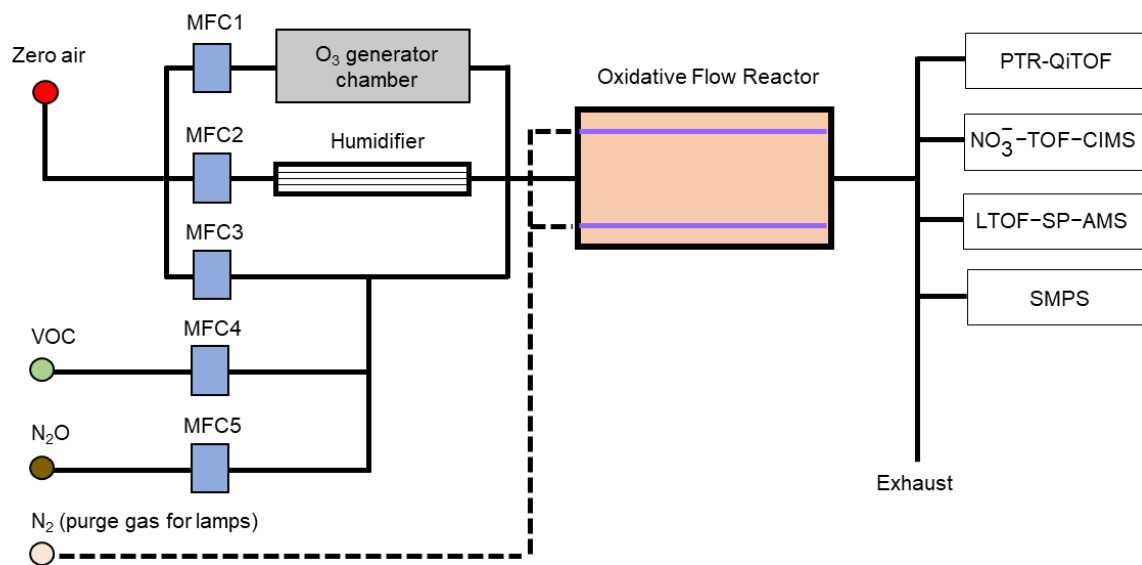 Zero air
MFC1
O₃ generator
chamber
MFC2
Humidifier
MFC3
VOC
MFC4
N₂O
MFC5
N₂ (purge gas for lamps)
Oxidative Flow Reactor
PTR-QiTOF
NO₃⁻−TOF−CIMS
LTOF−SP−AMS
SMPS
Exhaust